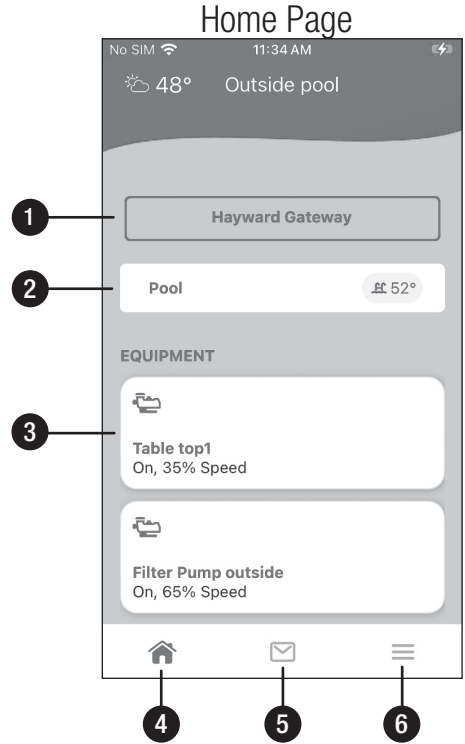 Home Page
No SIM 11:34 AM
48° Outside pool
1 Hayward Gateway
2 Pool 52°
EQUIPMENT
3 Table top1
On, 35% Speed
Filter Pump outside
On, 65% Speed
4 5 6